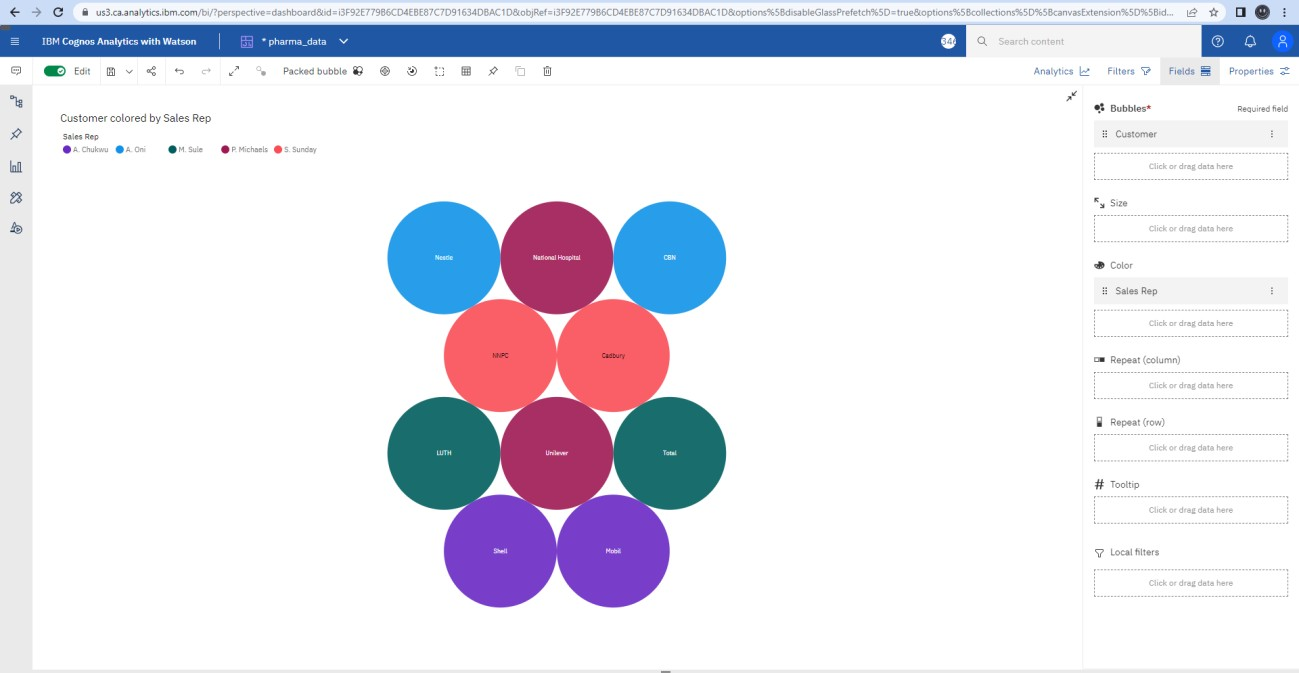 us3.ca.analytics.ibm.com/bi/?perspective=dashboard&id=i3F92E779B6CD4EBE87C7D91634DBAC1D&objRef=i3F92E779B6CD4EBE87C7D91634DBAC1D&options%5BdisableGlassPrefetch%5D=true&options%5Bcollections%5D%5BcanvasExtension%5D%5Bid...
IBM Cognos Analytics with Watson
* pharma_data
Search content
Edit
Packed bubble
Analytics
Filters
Fields
Properties
Customer colored by Sales Rep
Sales Rep
A. Chukwu A. Oni M. Sule P. Michaels S. Sunday
Nestle National Hospital CBN
NNPC Cadbury
LUTH Unilever Total
Shell Mobil
Bubbles* Required field
Customer
Click or drag data here
Size
Click or drag data here
Color
Sales Rep
Click or drag data here
Repeat (column)
Click or drag data here
Repeat (row)
Click or drag data here
Tooltip
Click or drag data here
Local filters
Click or drag data here